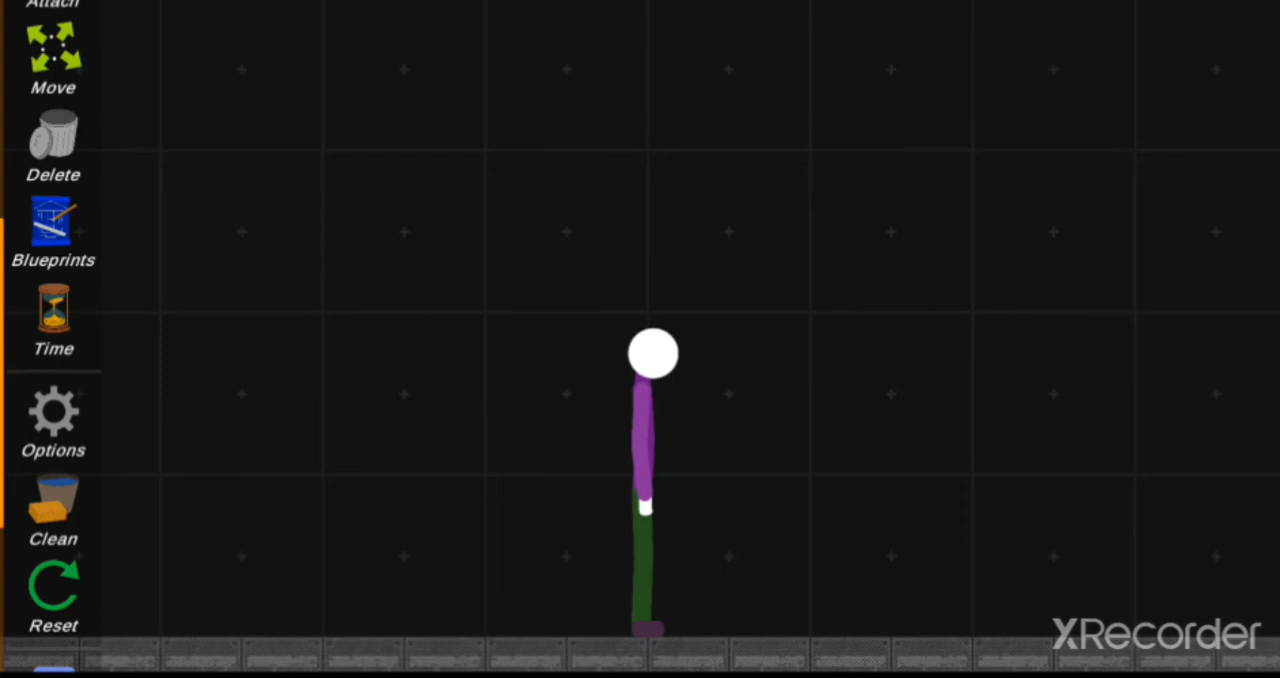 Attach
Move
Delete
Blueprints
Time
Options
Clean
Reset
XRecorder